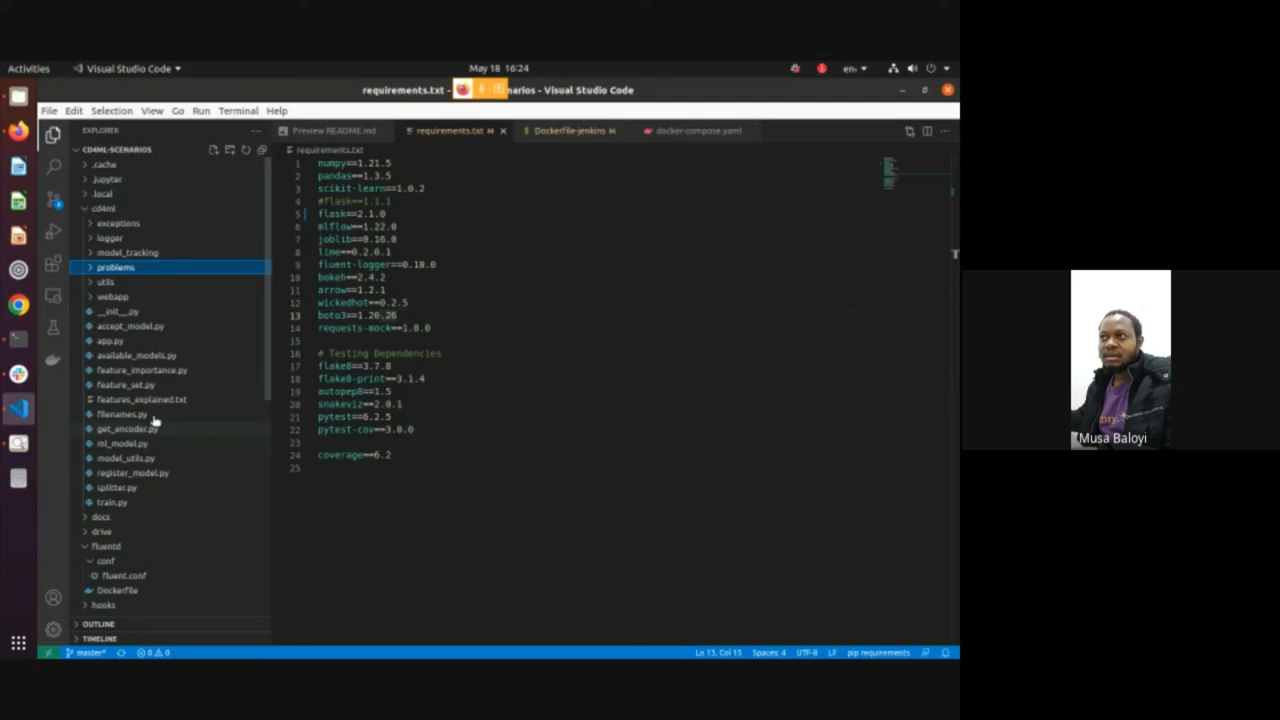 Activities
Visual Studio Code
May 18 16:24
en
requirements.txt -
narios - Visual Studio Code
File Edit Selection View Go Run Terminal Help
EXPLORER
Preview README.md
requirements.txt M
Dockerfile-jenkins M
docker-compose.yaml
CD4ML-SCENARIOS
.cache
.jupyter
.local
cd4ml
exceptions
logger
model_tracking
problems
utils
webapp
__init__.py
accept_model.py
app.py
available_models.py
feature_importance.py
feature_set.py
features_explained.txt
filenames.py
get_encoder.py
ml_model.py
model_utils.py
register_model.py
splitter.py
train.py
docs
drive
fluentd
conf
fluent.conf
Dockerfile
hooks
OUTLINE
TIMELINE
requirements.txt
1 numpy==1.21.5
2 pandas==1.3.5
3 scikit-learn==1.0.2
4 #flask==1.1.1
5 flask==2.1.0
6 mlflow==1.22.0
7 joblib==0.16.0
8 lime==0.2.0.1
9 fluent-logger==0.10.0
10 bokeh==2.4.2
11 arrow==1.2.1
12 wickedhot==0.2.5
13 boto3==1.20.26
14 requests-mock==1.8.0
15
16 # Testing Dependencies
17 flake8==3.7.8
18 flake8-print==3.1.4
19 autopep8==1.5
20 snakeviz==2.0.1
21 pytest==6.2.5
22 pytest-cov==3.0.0
23
24 coverage==6.2
25
master*
0 0
Ln 13, Col 15
Spaces: 4
UTF-8
LF
pip requirements
Musa Baloyi